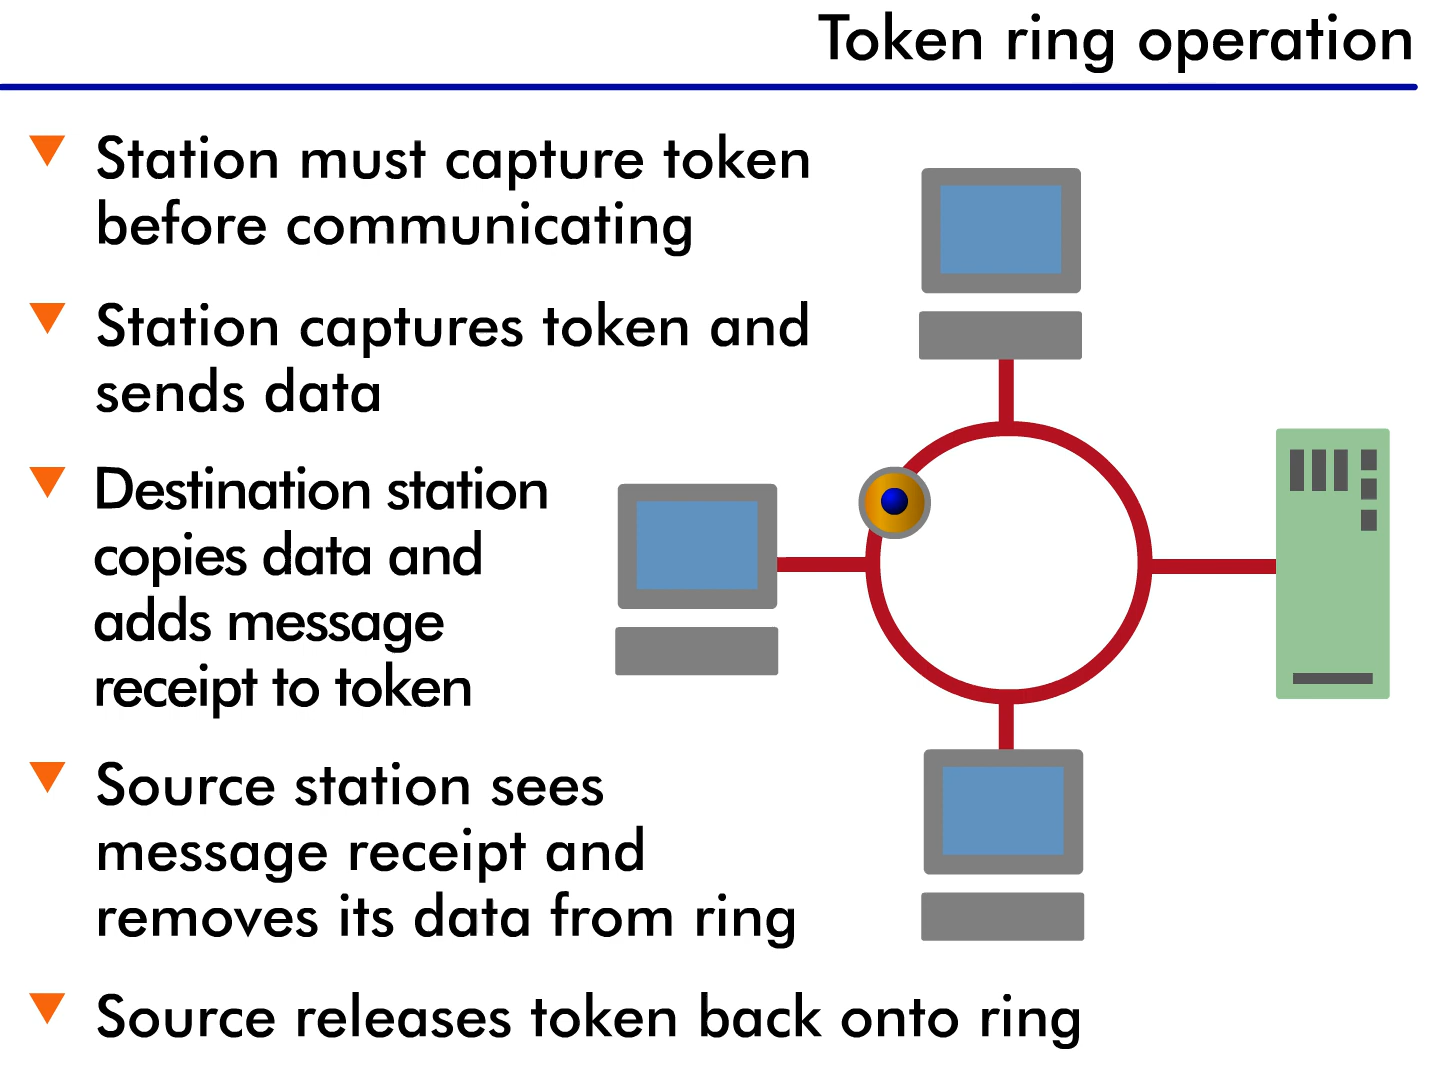 Token ring operation
Station must capture token
before communicating
Station captures token and
sends data
Destination station
copies data and
adds message
receipt to token
Source station sees
message receipt and
removes its data from ring
Source releases token back onto ring